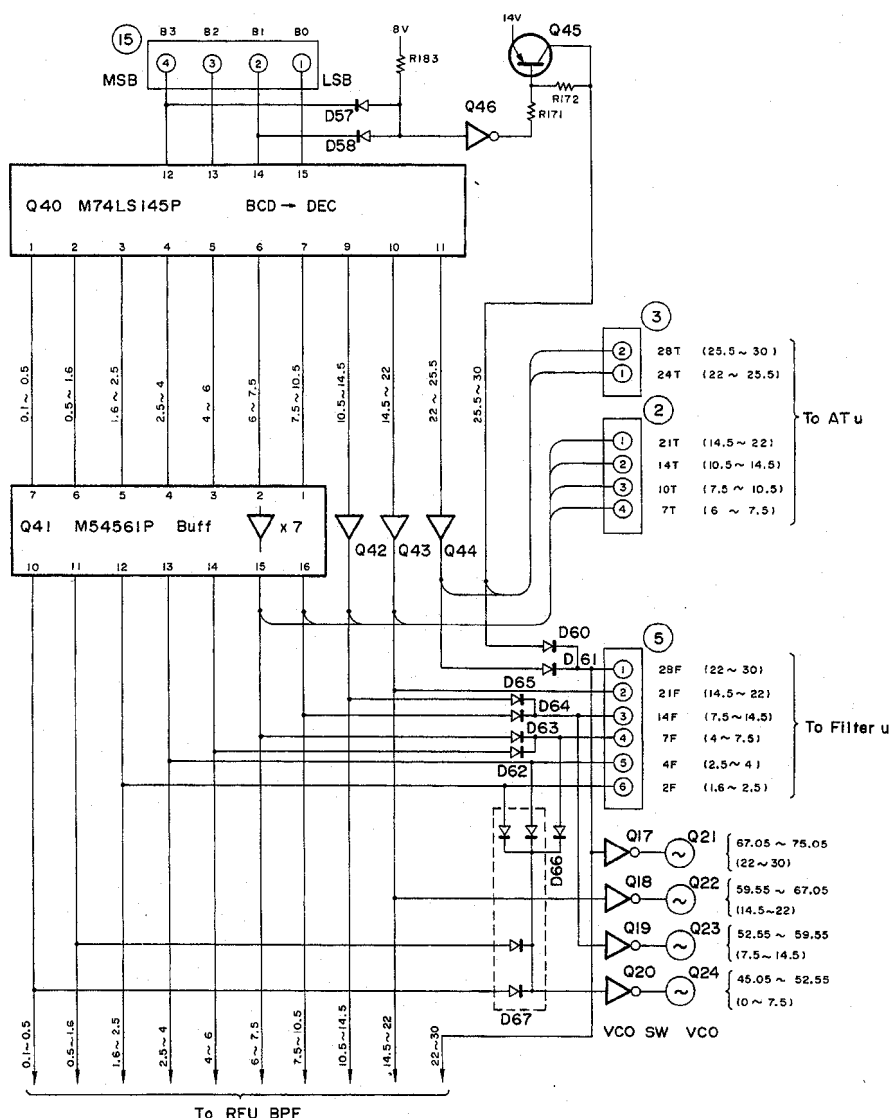 15 B3 B2 B1 B0
4 3 2 1
MSB LSB
8V
R183
14V
Q45
R172
R171
Q46
D57
D58
12 13 14 15
Q40 M74LS145P BCD → DEC
1 2 3 4 5 6 7 9 10 11
0.1~0.5
0.5~1.6
1.6~2.5
2.5~4
4~6
6~7.5
7.5~10.5
10.5~14.5
14.5~22
22~25.5
25.5~30
3
2 28T (25.5~30)
1 24T (22~25.5)
2
1 21T (14.5~22)
2 14T (10.5~14.5)
3 10T (7.5~10.5)
4 7T (6 ~ 7.5)
To ATu
7 6 5 4 3 2 1
Q41 M54561P Buff x7
10 11 12 13 14 15 16
Q42 Q43 Q44
D60
D61
D65
D64
D63
D62
D66
D67
5
1 28F (22~30)
2 21F (14.5~22)
3 14F (7.5~14.5)
4 7F (4~7.5)
5 4F (2.5~4)
6 2F (1.6~2.5)
To Filter u
Q17 Q21 67.05~75.05
(22~30)
Q18 Q22 59.55~67.05
(14.5~22)
Q19 Q23 52.55~59.55
(7.5~14.5)
Q20 Q24 45.05~52.55
(0~7.5)
VCO SW VCO
0.1~0.5
0.5~1.6
1.6~2.5
2.5~4
4~6
6~7.5
7.5~10.5
10.5~14.5
14.5~22
22~30
To RFU BPF